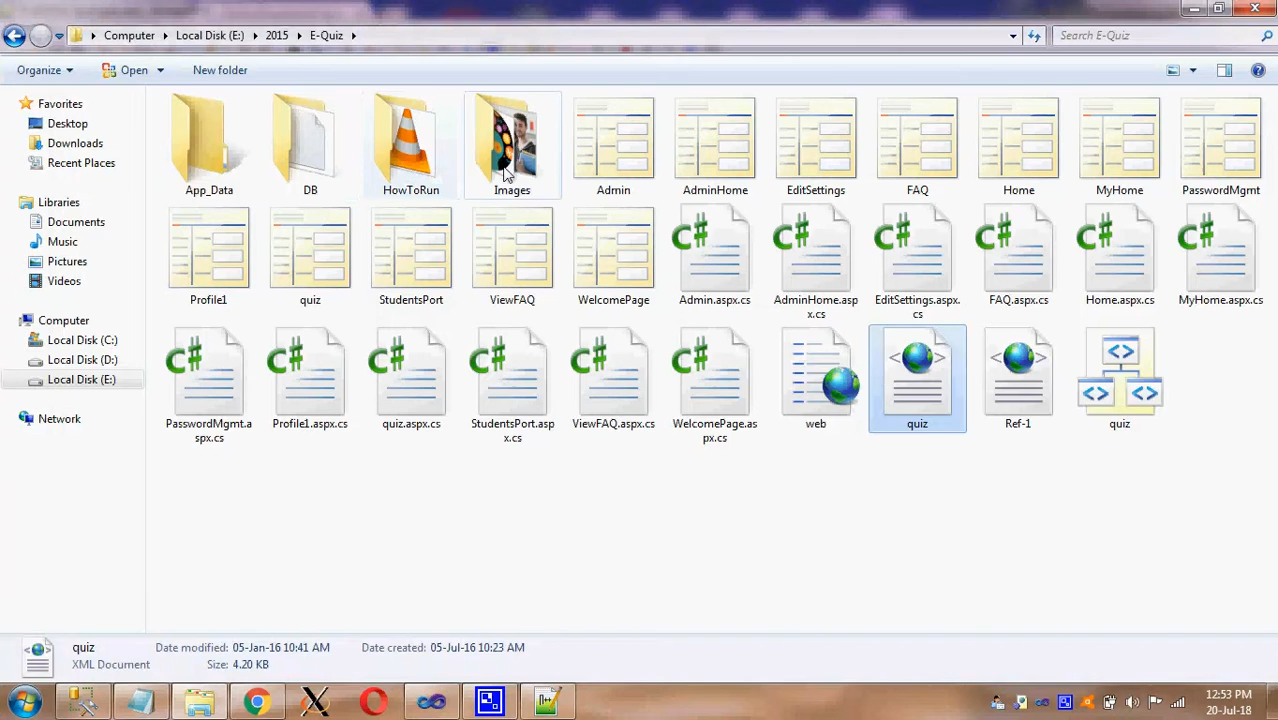 Computer Local Disk (E:) 2015 E-Quiz Search E-Quiz
Organize Open New folder
Favorites
Desktop
Downloads
Recent Places
Libraries
Documents
Music
Pictures
Videos
Computer
Local Disk (C:)
Local Disk (D:)
Local Disk (E:)
Network
App_Data DB HowToRun Images Admin AdminHome EditSettings FAQ Home MyHome PasswordMgmt
Profile1 quiz StudentsPort ViewFAQ WelcomePage Admin.aspx.cs AdminHome.asp EditSettings.aspx. FAQ.aspx.cs Home.aspx.cs MyHome.aspx.cs
x.cs cs
PasswordMgmt.a Profile1.aspx.cs quiz.aspx.cs StudentsPort.asp ViewFAQ.aspx.cs WelcomePage.as web quiz Ref-1 quiz
spx.cs x.cs px.cs
quiz Date modified: 05-Jan-16 10:41 AM Date created: 05-Jul-16 10:23 AM
XML Document Size: 4.20 KB
12:53 PM
20-Jul-18